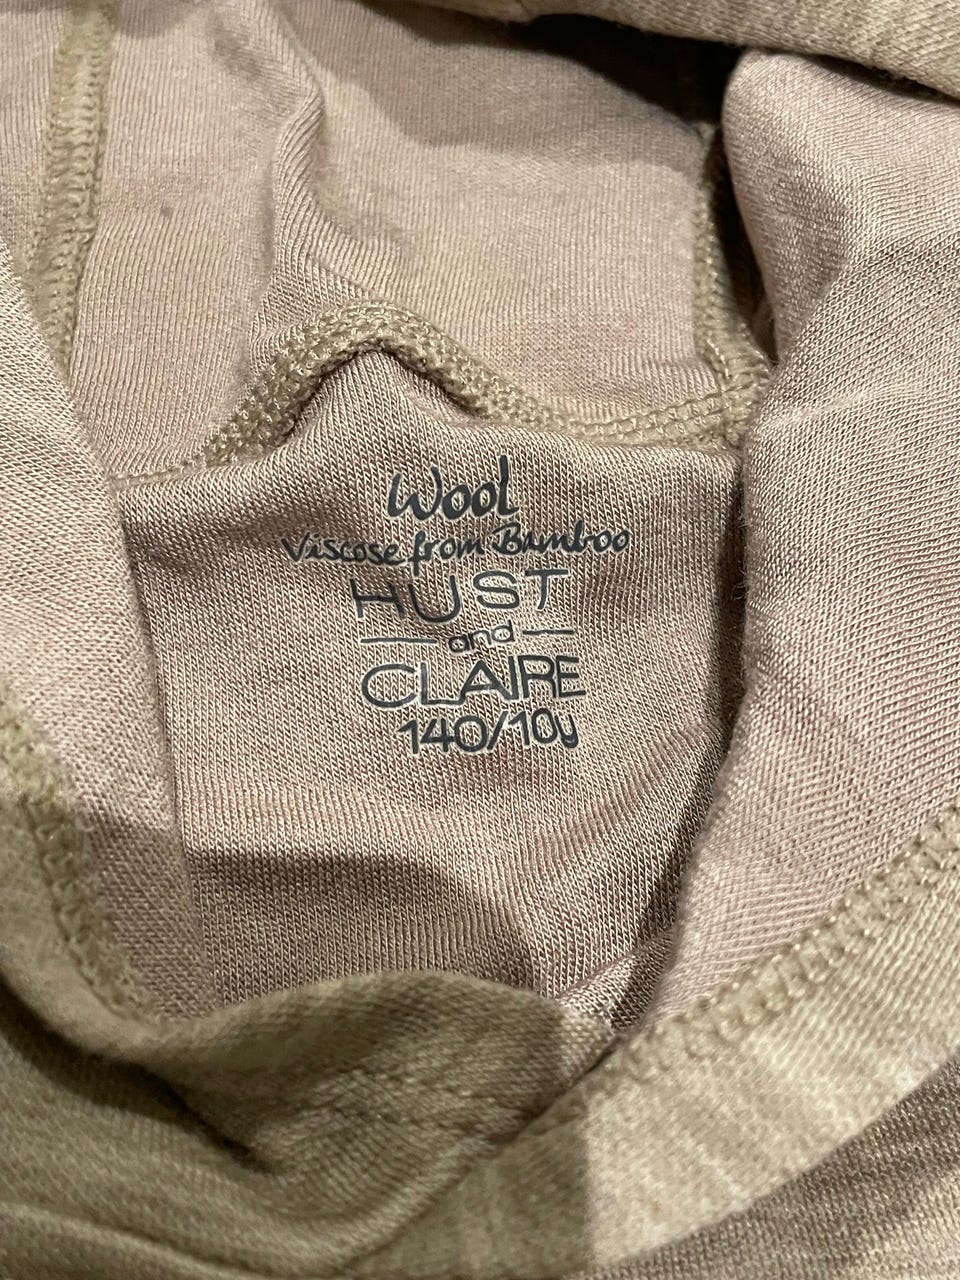 Wool
Viscose from Bamboo
HUST
and
CLAIRE
140/10y